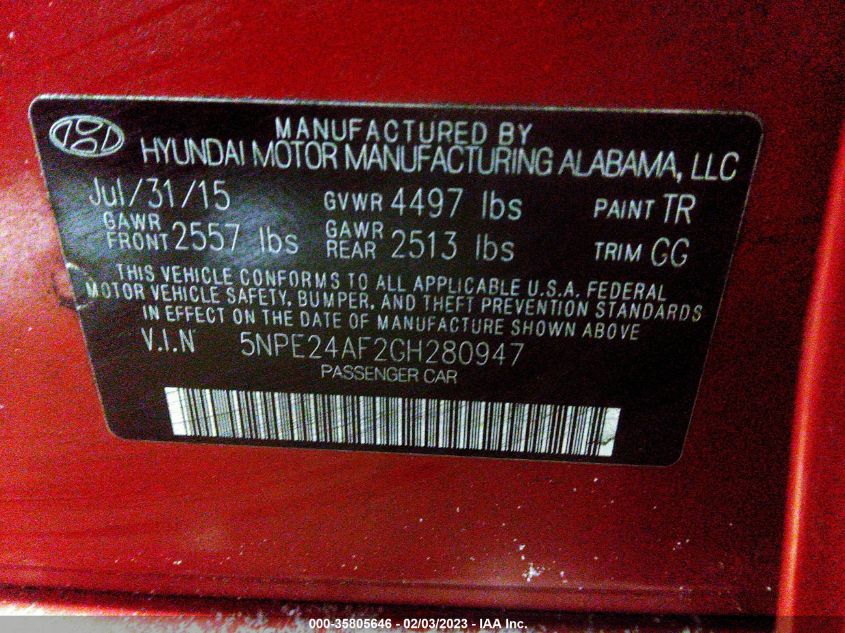 MANUFACTURED BY
HYUNDAI MOTOR MANUFACTURING ALABAMA, LLC
Jul/31/15 GVWR 4497 lbs PAINT TR
GAWR FRONT 2557 lbs GAWR REAR 2513 lbs TRIM GG
THIS VEHICLE CONFORMS TO ALL APPLICABLE U.S.A. FEDERAL
MOTOR VEHICLE SAFETY, BUMPER, AND THEFT PREVENTION STANDARDS
IN EFFECT ON THE DATE OF MANUFACTURE SHOWN ABOVE
V.I.N 5NPE24AF2GH280947
PASSENGER CAR
000-35805646 - 02/03/2023 - IAA Inc.